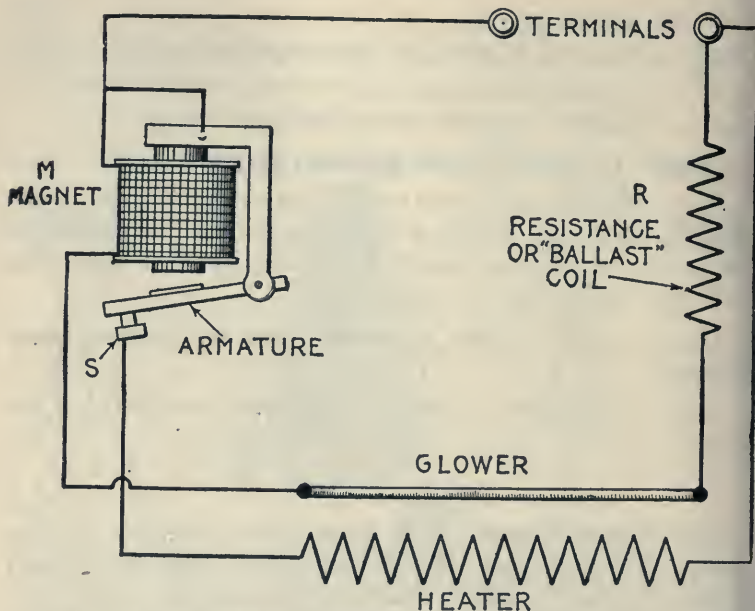 TERMINALS
M
MAGNET
R
RESISTANCE
OR "BALLAST"
COIL
ARMATURE
S
GLOWER
HEATER